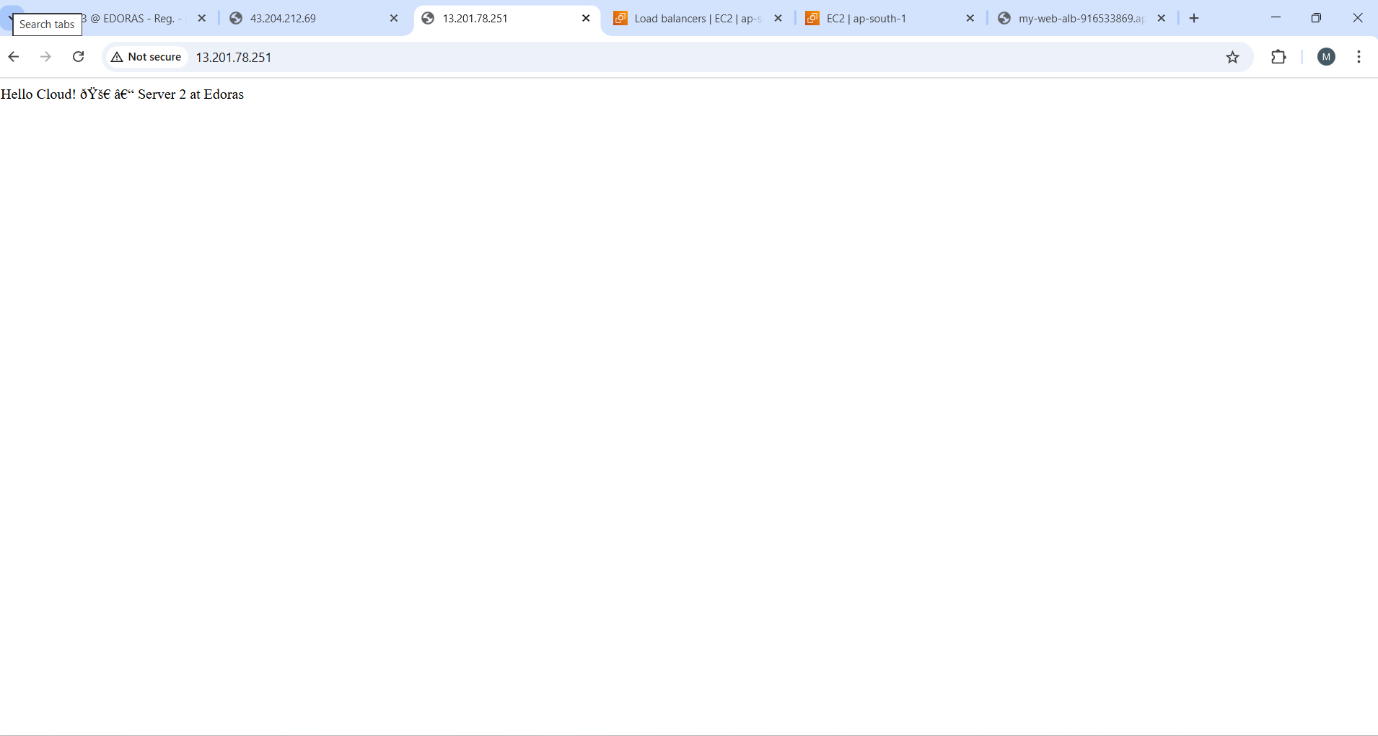 3 @ EDORAS - Reg. -
43.204.212.69
13.201.78.251
Load balancers | EC2 | ap-s
EC2 | ap-south-1
my-web-alb-916533869.ap
Search tabs
Not secure
13.201.78.251
M
Hello Cloud! ðŸš€ â€“ Server 2 at Edoras